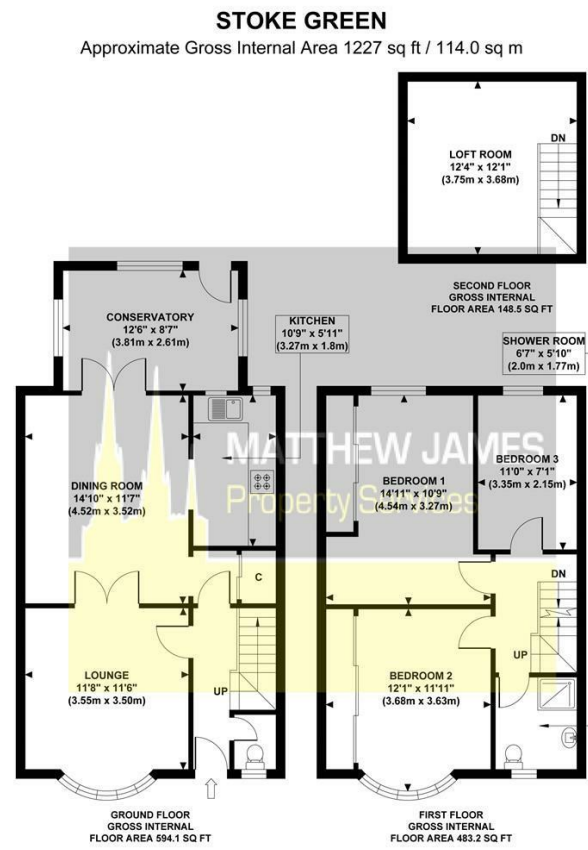 STOKE GREEN
Approximate Gross Internal Area 1227 sq ft / 114.0 sq m
DN
LOFT ROOM
12'4" x 12'1"
(3.75m x 3.68m)
SECOND FLOOR
GROSS INTERNAL
FLOOR AREA 148.5 SQ FT
CONSERVATORY
12'6" x 8'7"
(3.81m x 2.61m)
KITCHEN
10'9" x 5'11"
(3.27m x 1.8m)
SHOWER ROOM
6'7" x 5'10"
(2.0m x 1.77m)
MATTHEW JAMES
Property Services
DINING ROOM
14'10" x 11'7"
(4.52m x 3.52m)
BEDROOM 1
14'11" x 10'9"
(4.54m x 3.27m)
BEDROOM 3
11'0" x 7'1"
(3.35m x 2.15m)
C
DN
LOUNGE
11'8" x 11'6"
(3.55m x 3.50m)
UP
BEDROOM 2
12'1" x 11'11"
(3.68m x 3.63m)
UP
GROUND FLOOR
GROSS INTERNAL
FLOOR AREA 594.1 SQ FT
FIRST FLOOR
GROSS INTERNAL
FLOOR AREA 483.2 SQ FT